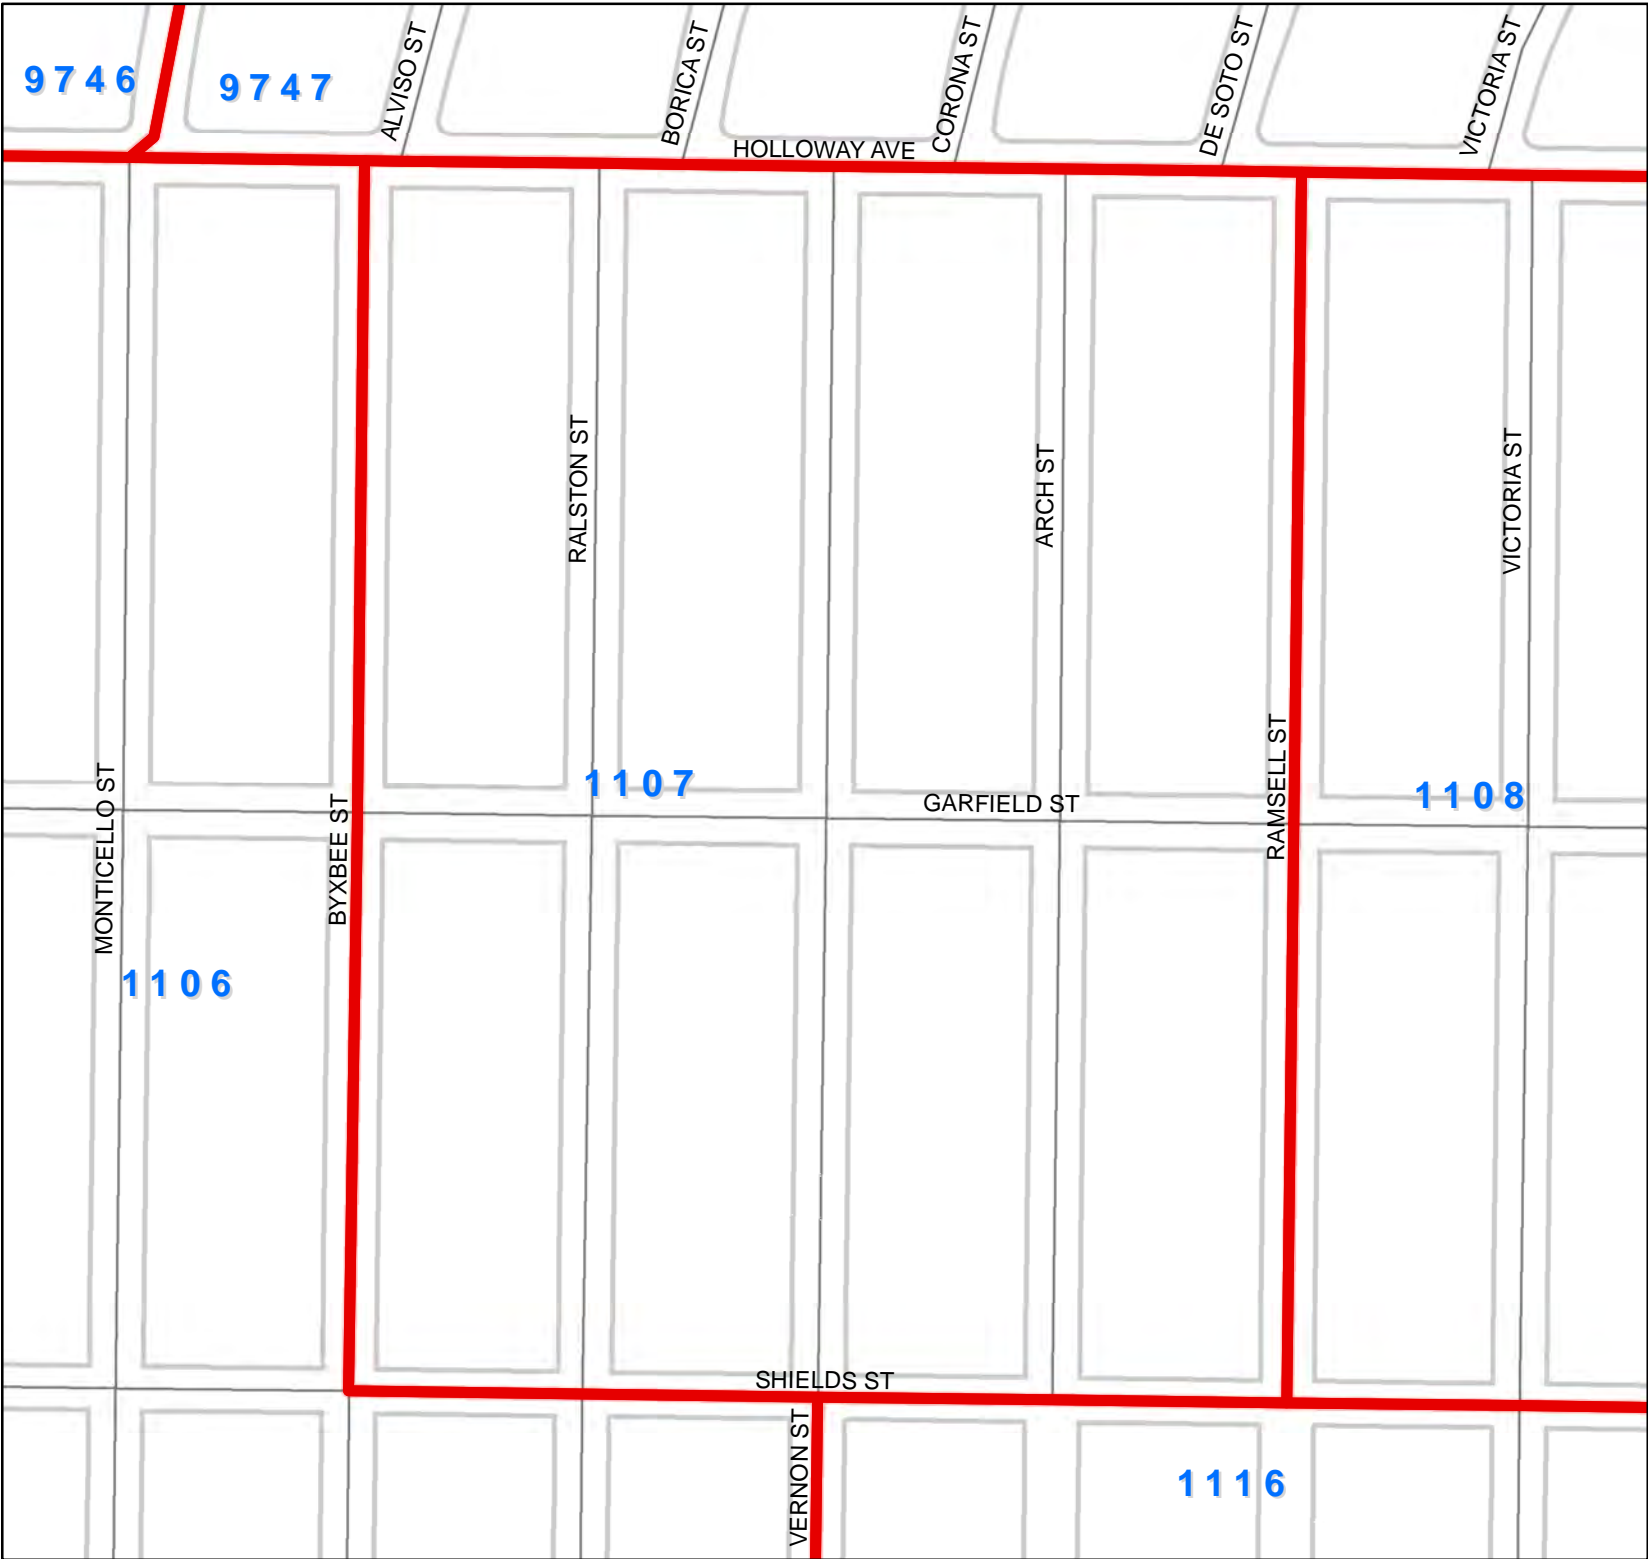 9746
9747
ALVISO ST
BORICA ST
CORONA ST
DE SOTO ST
VICTORIA ST
HOLLOWAY AVE
RALSTON ST
ARCH ST
VICTORIA ST
MONTICELLO ST
BYXBEE ST
1107
GARFIELD ST
RAMSELL ST
1108
1106
SHIELDS ST
VERNON ST
1116